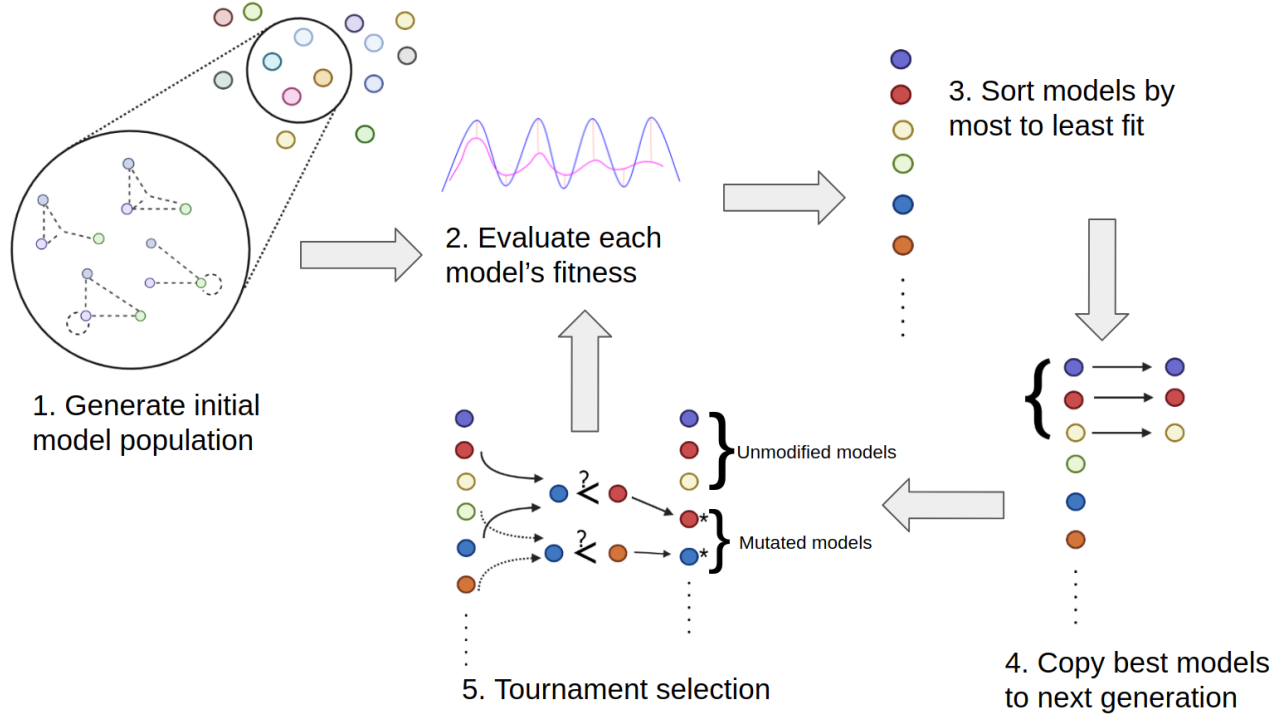 1. Generate initial
model population
2. Evaluate each
model’s fitness
3. Sort models by
most to least fit
4. Copy best models
to next generation
5. Tournament selection
? <
? <
Unmodified models
*
Mutated models
*